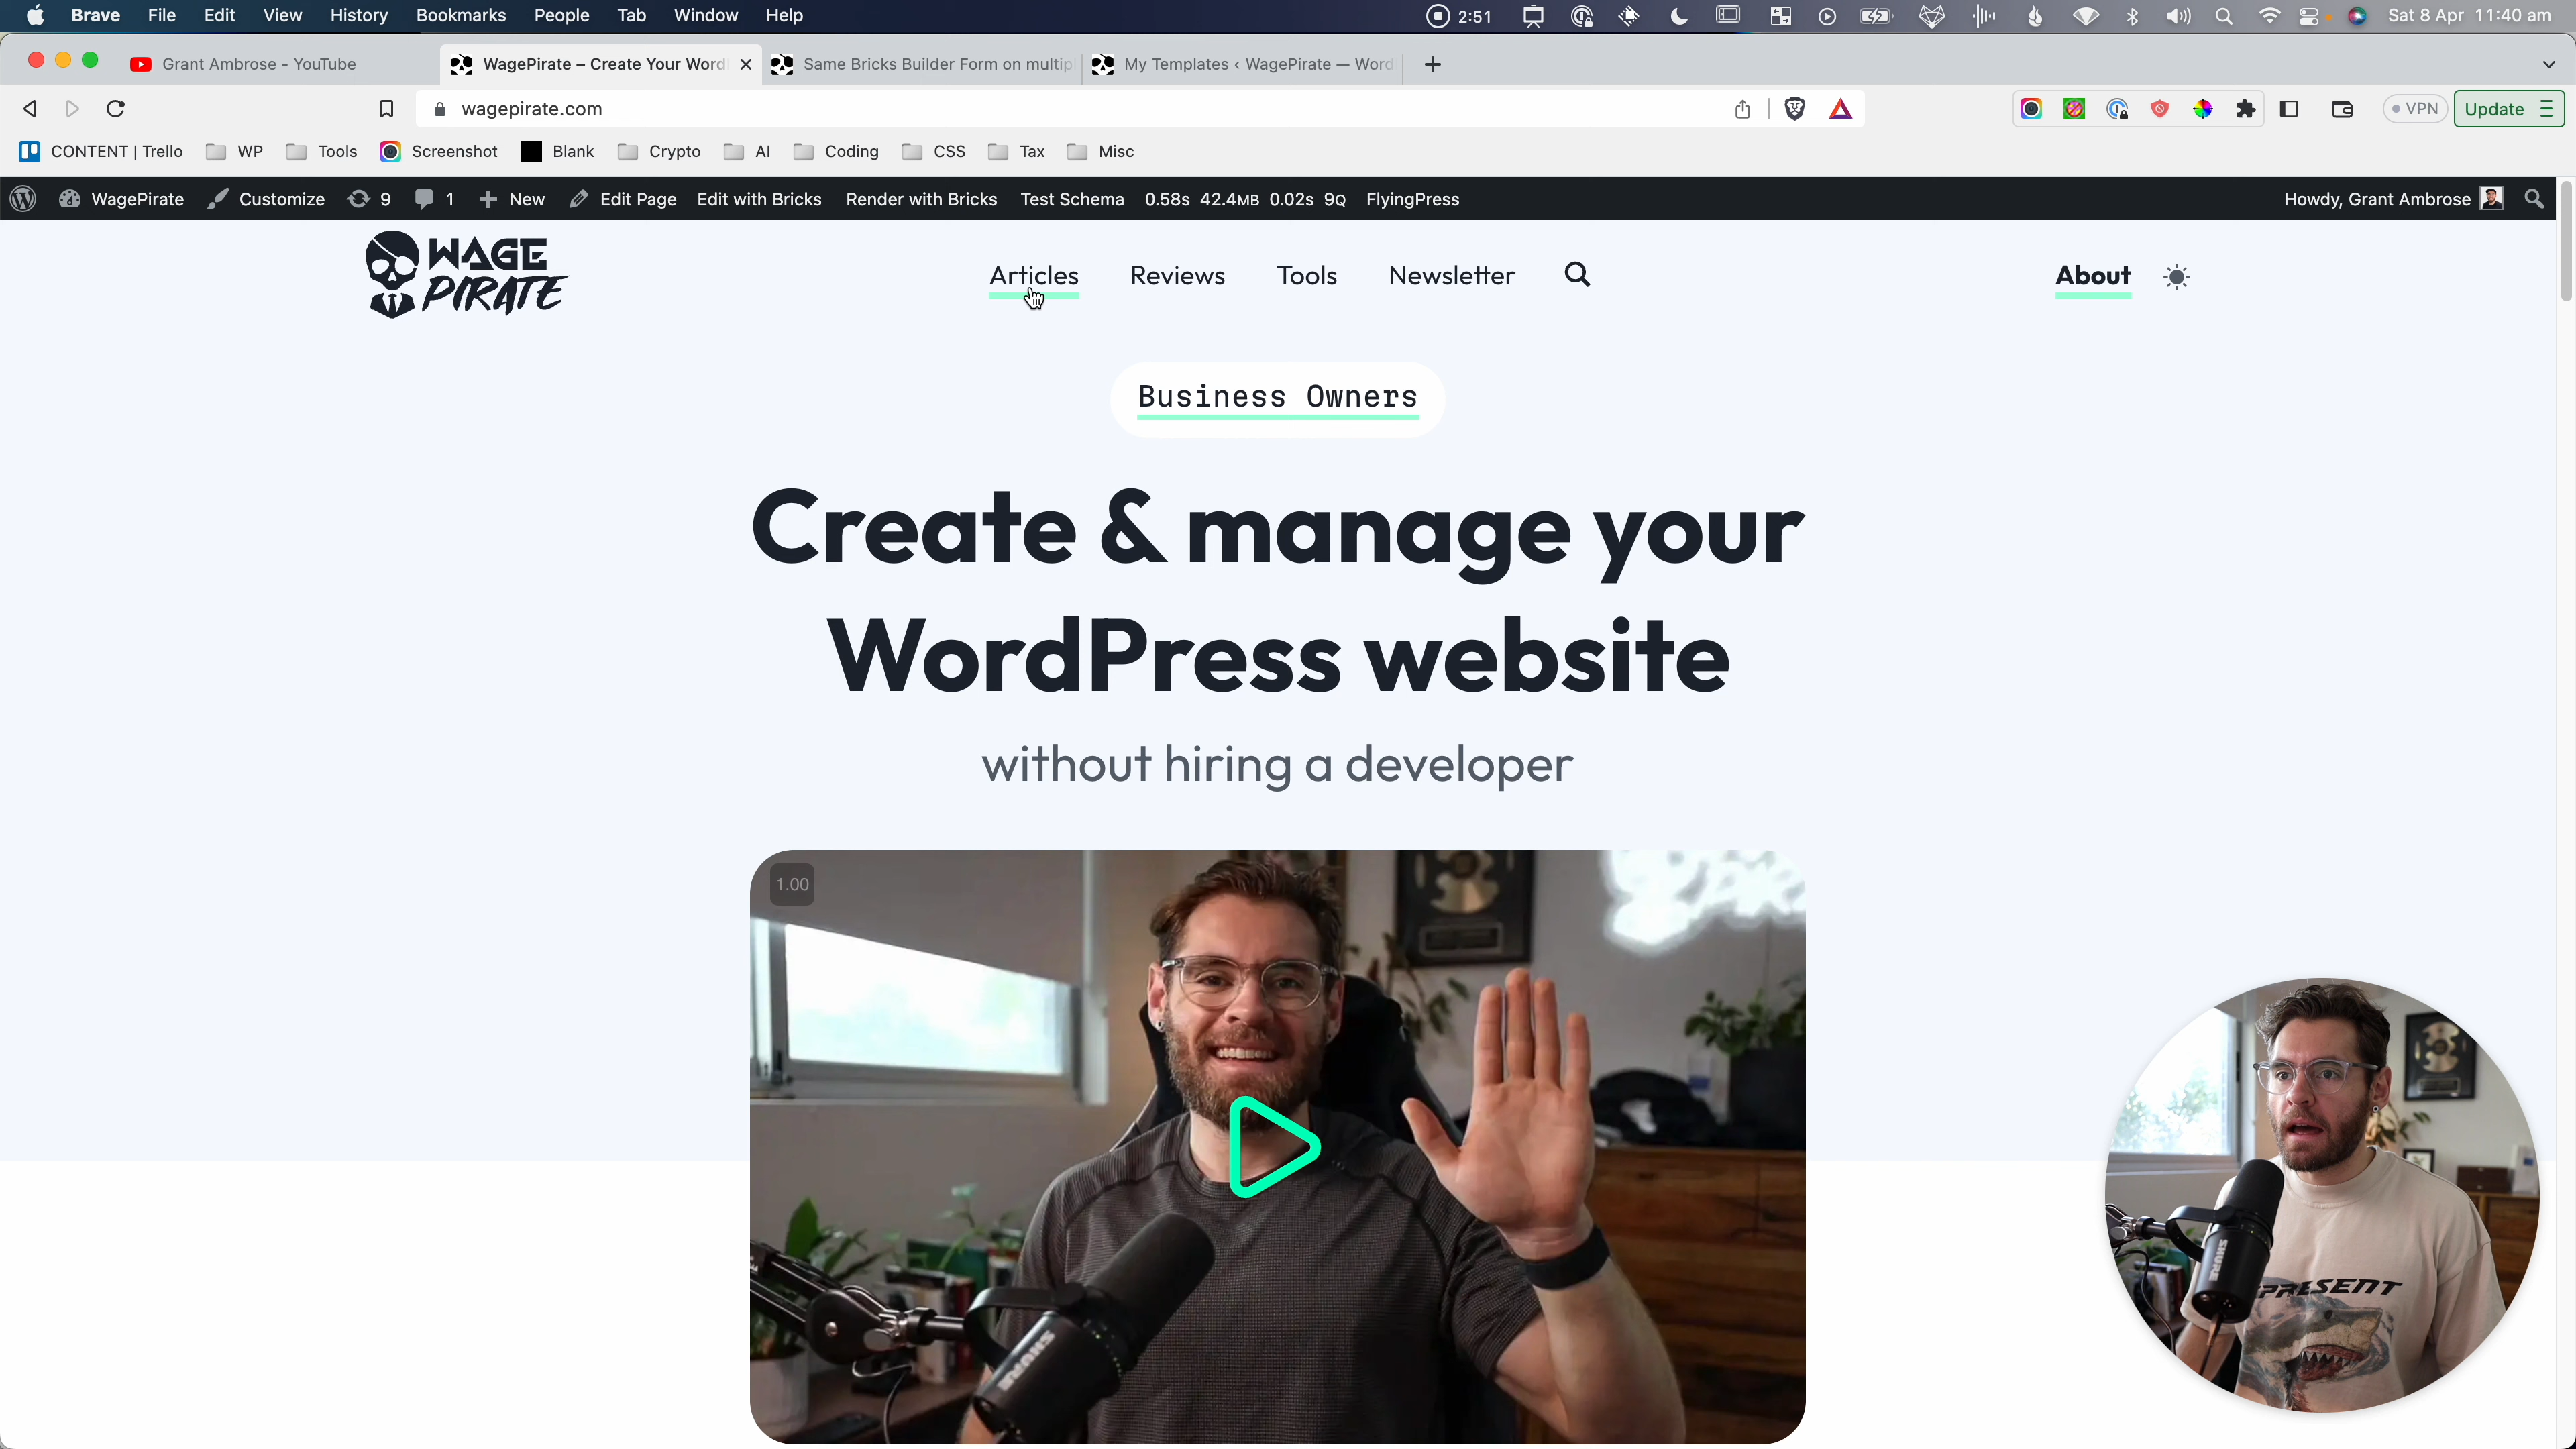 Brave File Edit View History Bookmarks People Tab Window Help 2:51 Sat 8 Apr 11:40 am
Grant Ambrose - YouTube WagePirate – Create Your Word Same Bricks Builder Form on multip My Templates ‹ WagePirate — Word
wagepirate.com VPN Update
CONTENT | Trello WP Tools Screenshot Blank Crypto AI Coding CSS Tax Misc
WagePirate Customize 9 1 New Edit Page Edit with Bricks Render with Bricks Test Schema 0.58s 42.4MB 0.02s 9Q FlyingPress Howdy, Grant Ambrose
WAGE
PIRATE
Articles Reviews Tools Newsletter About
Business Owners
Create & manage your
WordPress website
without hiring a developer
1.00
SHURE
SHURE